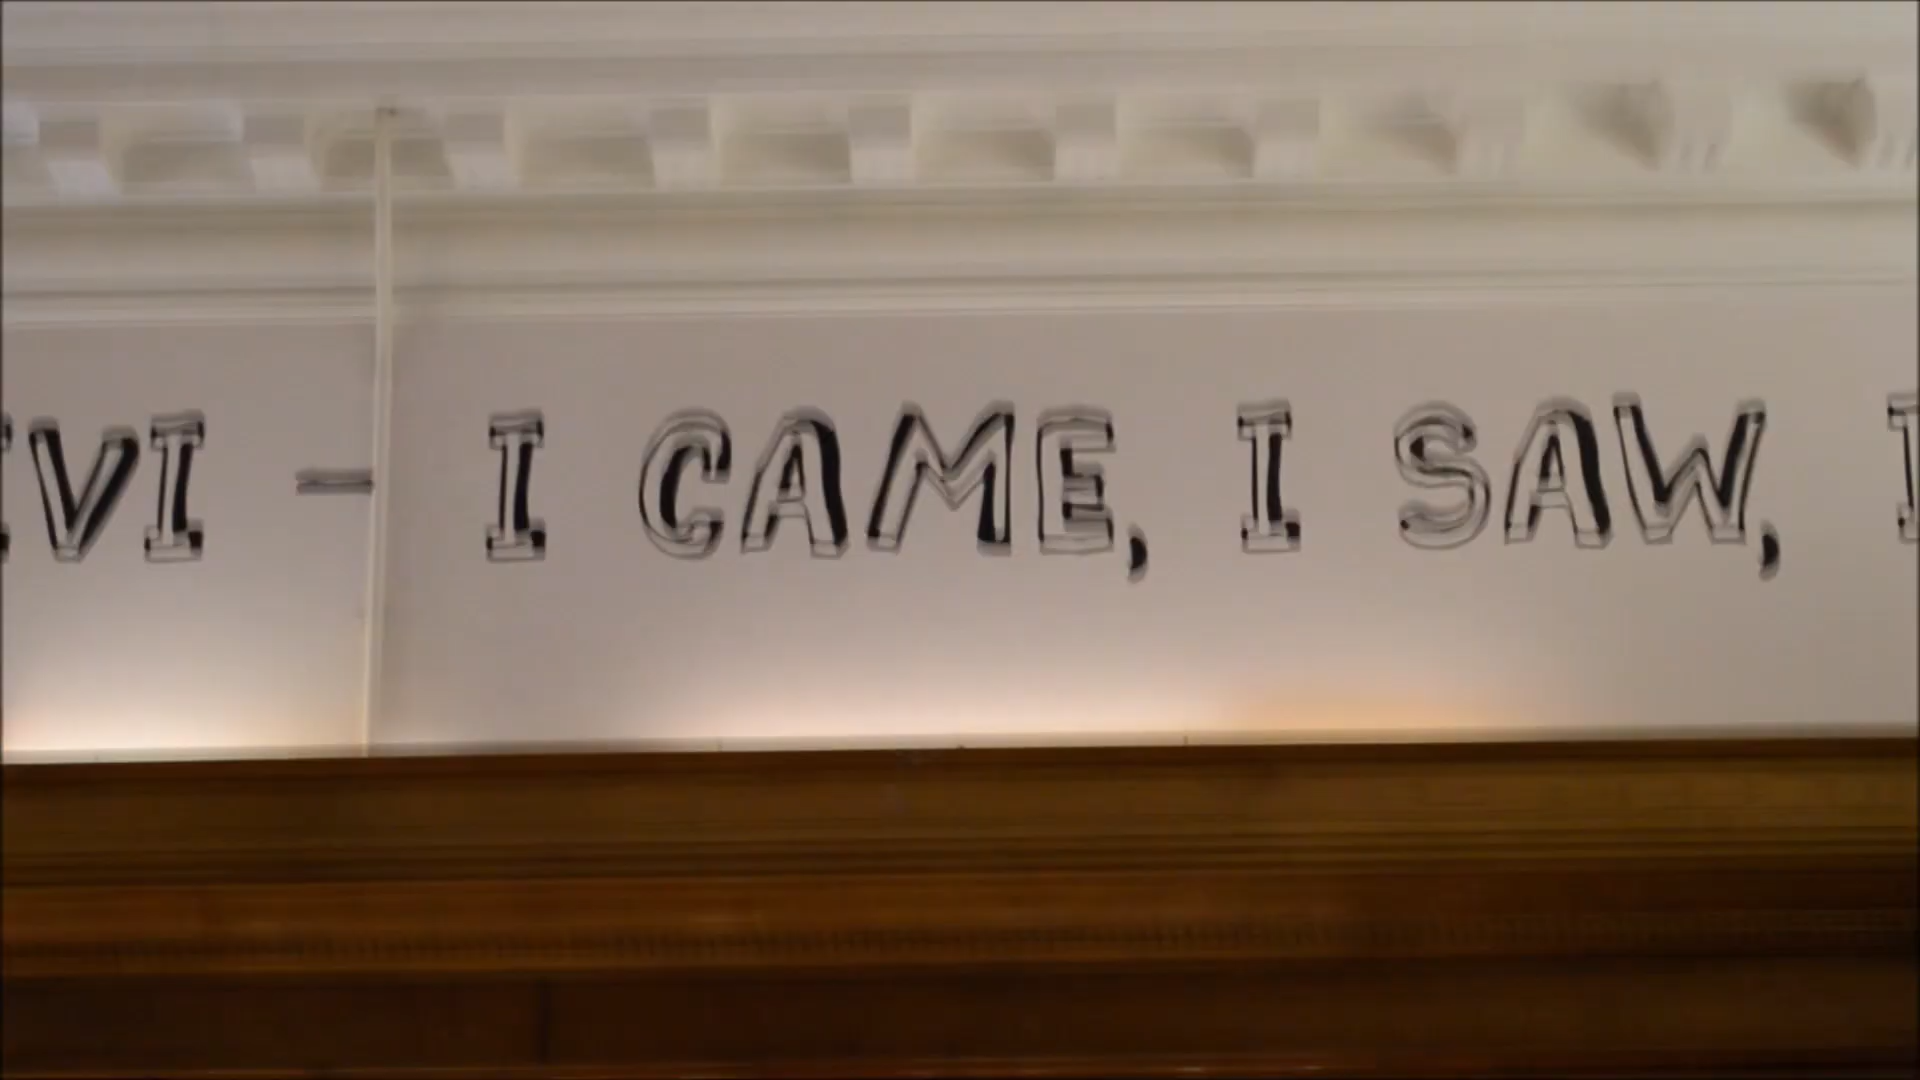 VI – I CAME, I SAW, I